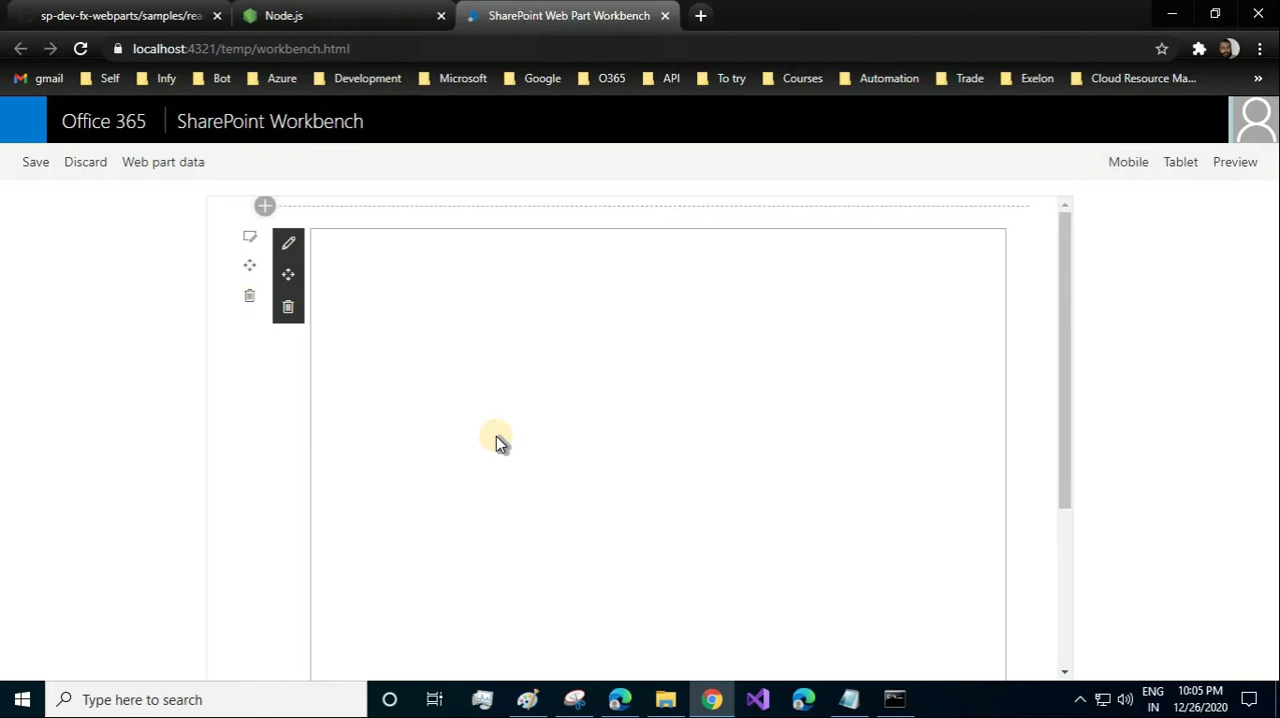 sp-dev-fx-webparts/samples/rea
Node.js
SharePoint Web Part Workbench
localhost:4321/temp/workbench.html
gmail
Self
Infy
Bot
Azure
Development
Microsoft
Google
O365
API
To try
Courses
Automation
Trade
Exelon
Cloud Resource Ma...
Office 365
SharePoint Workbench
Save
Discard
Web part data
Mobile
Tablet
Preview
Type here to search
ENG
IN
10:05 PM
12/26/2020